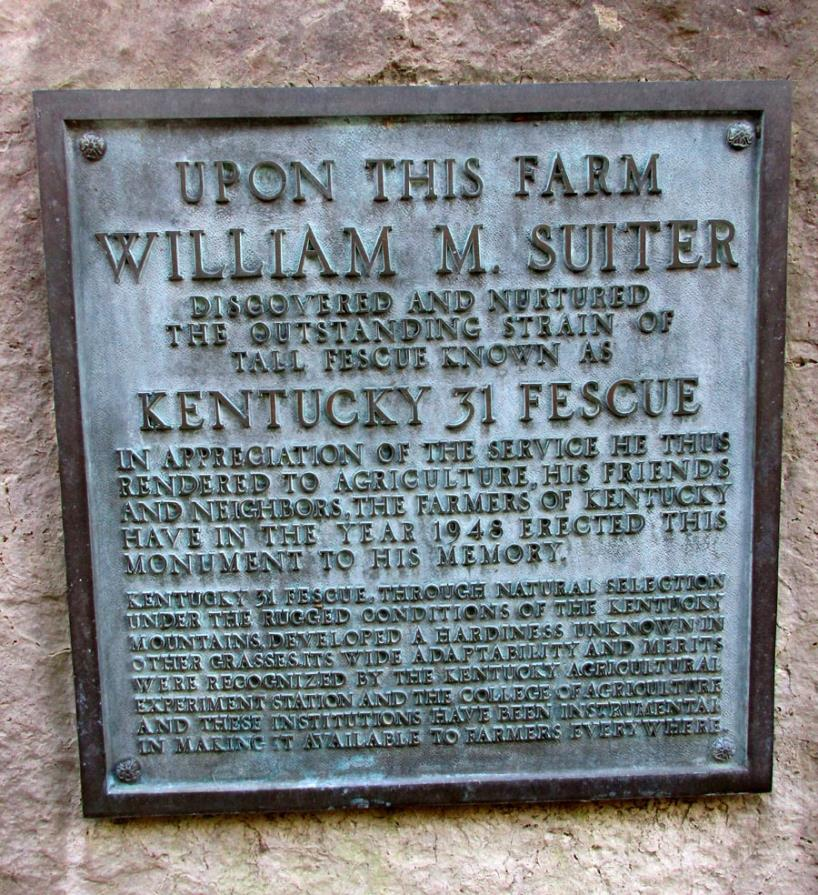 UPON THIS FARM
WILLIAM M. SUITER
DISCOVERED AND NURTURED
THE OUTSTANDING STRAIN OF
TALL FESCUE KNOWN AS
KENTUCKY 31 FESCUE
IN APPRECIATION OF THE SERVICE HE THUS
RENDERED TO AGRICULTURE, HIS FRIENDS
AND NEIGHBORS, THE FARMERS OF KENTUCKY
HAVE IN THE YEAR 1948 ERECTED THIS
MONUMENT TO HIS MEMORY.
KENTUCKY 31 FESCUE, THROUGH NATURAL SELECTION
UNDER THE RUGGED CONDITIONS OF THE KENTUCKY
MOUNTAINS, DEVELOPED A HARDINESS UNKNOWN IN
OTHER GRASSES. ITS WIDE ADAPTABILITY AND MERITS
WERE RECOGNIZED BY THE KENTUCKY AGRICULTURAL
EXPERIMENT STATION AND THE COLLEGE OF AGRICULTURE
AND THESE INSTITUTIONS HAVE BEEN INSTRUMENTAL
IN MAKING IT AVAILABLE TO FARMERS EVERYWHERE.